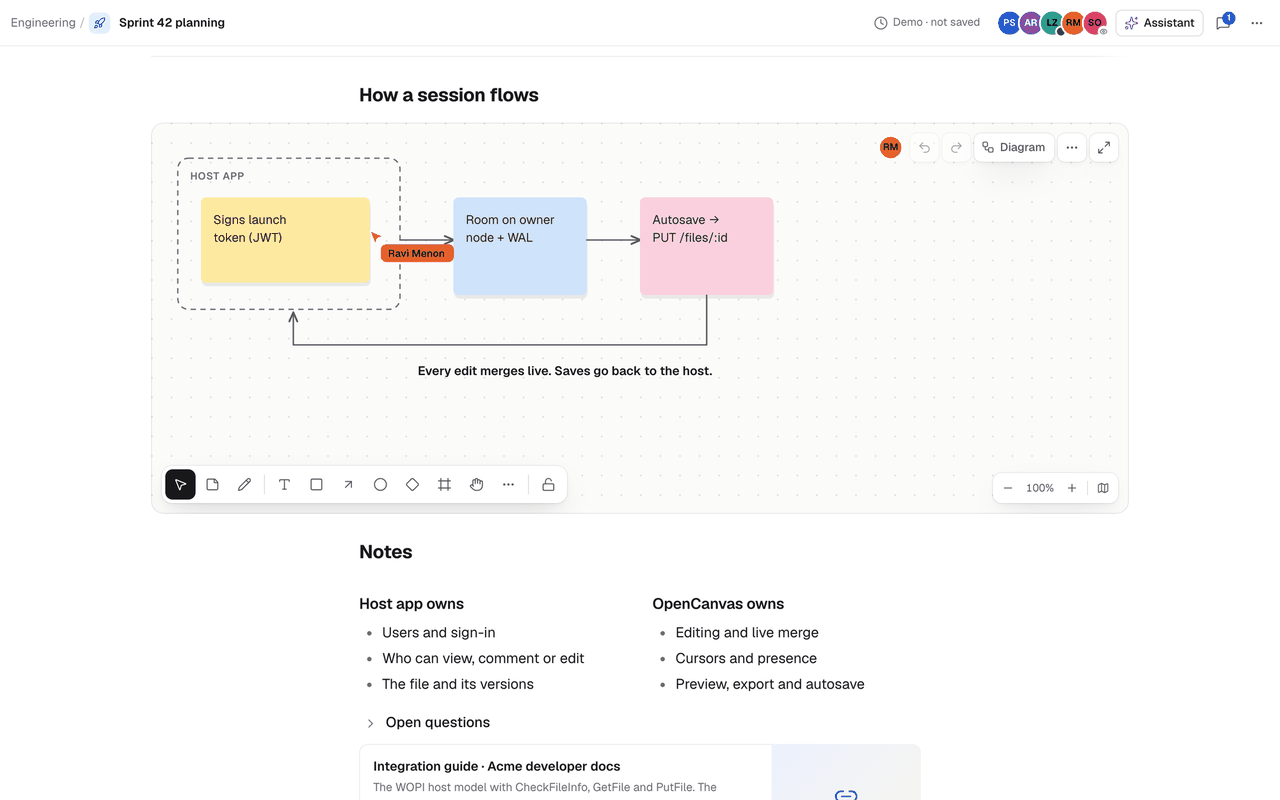 Engineering / Sprint 42 planning
Demo · not saved
PS AR LZ RM SO
Assistant
1
How a session flows
RM
Diagram
HOST APP
Signs launch
token (JWT)
Ravi Menon
Room on owner
node + WAL
Autosave →
PUT /files/:id
Every edit merges live. Saves go back to the host.
T
100%
Notes
Host app owns
Users and sign-in
Who can view, comment or edit
The file and its versions
OpenCanvas owns
Editing and live merge
Cursors and presence
Preview, export and autosave
Open questions
Integration guide · Acme developer docs
The WOPI host model with CheckFileInfo, GetFile and PutFile. The